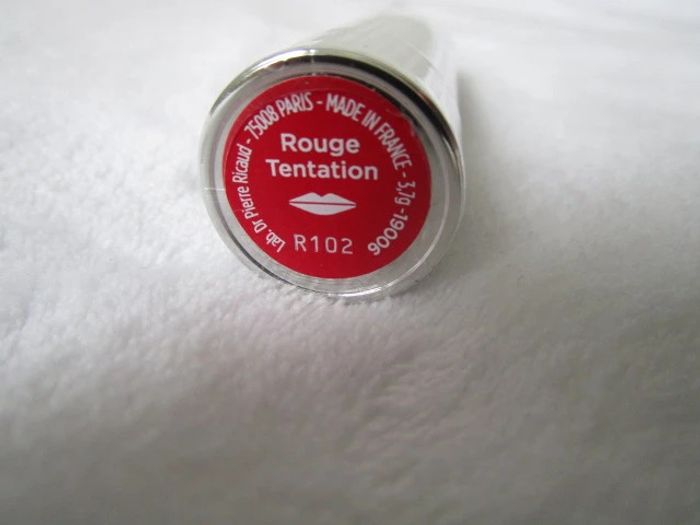 Lab. Dr Pierre Ricaud - 75008 PARIS - MADE IN FRANCE - 3,7g - 19006
Rouge
Tentation
R102